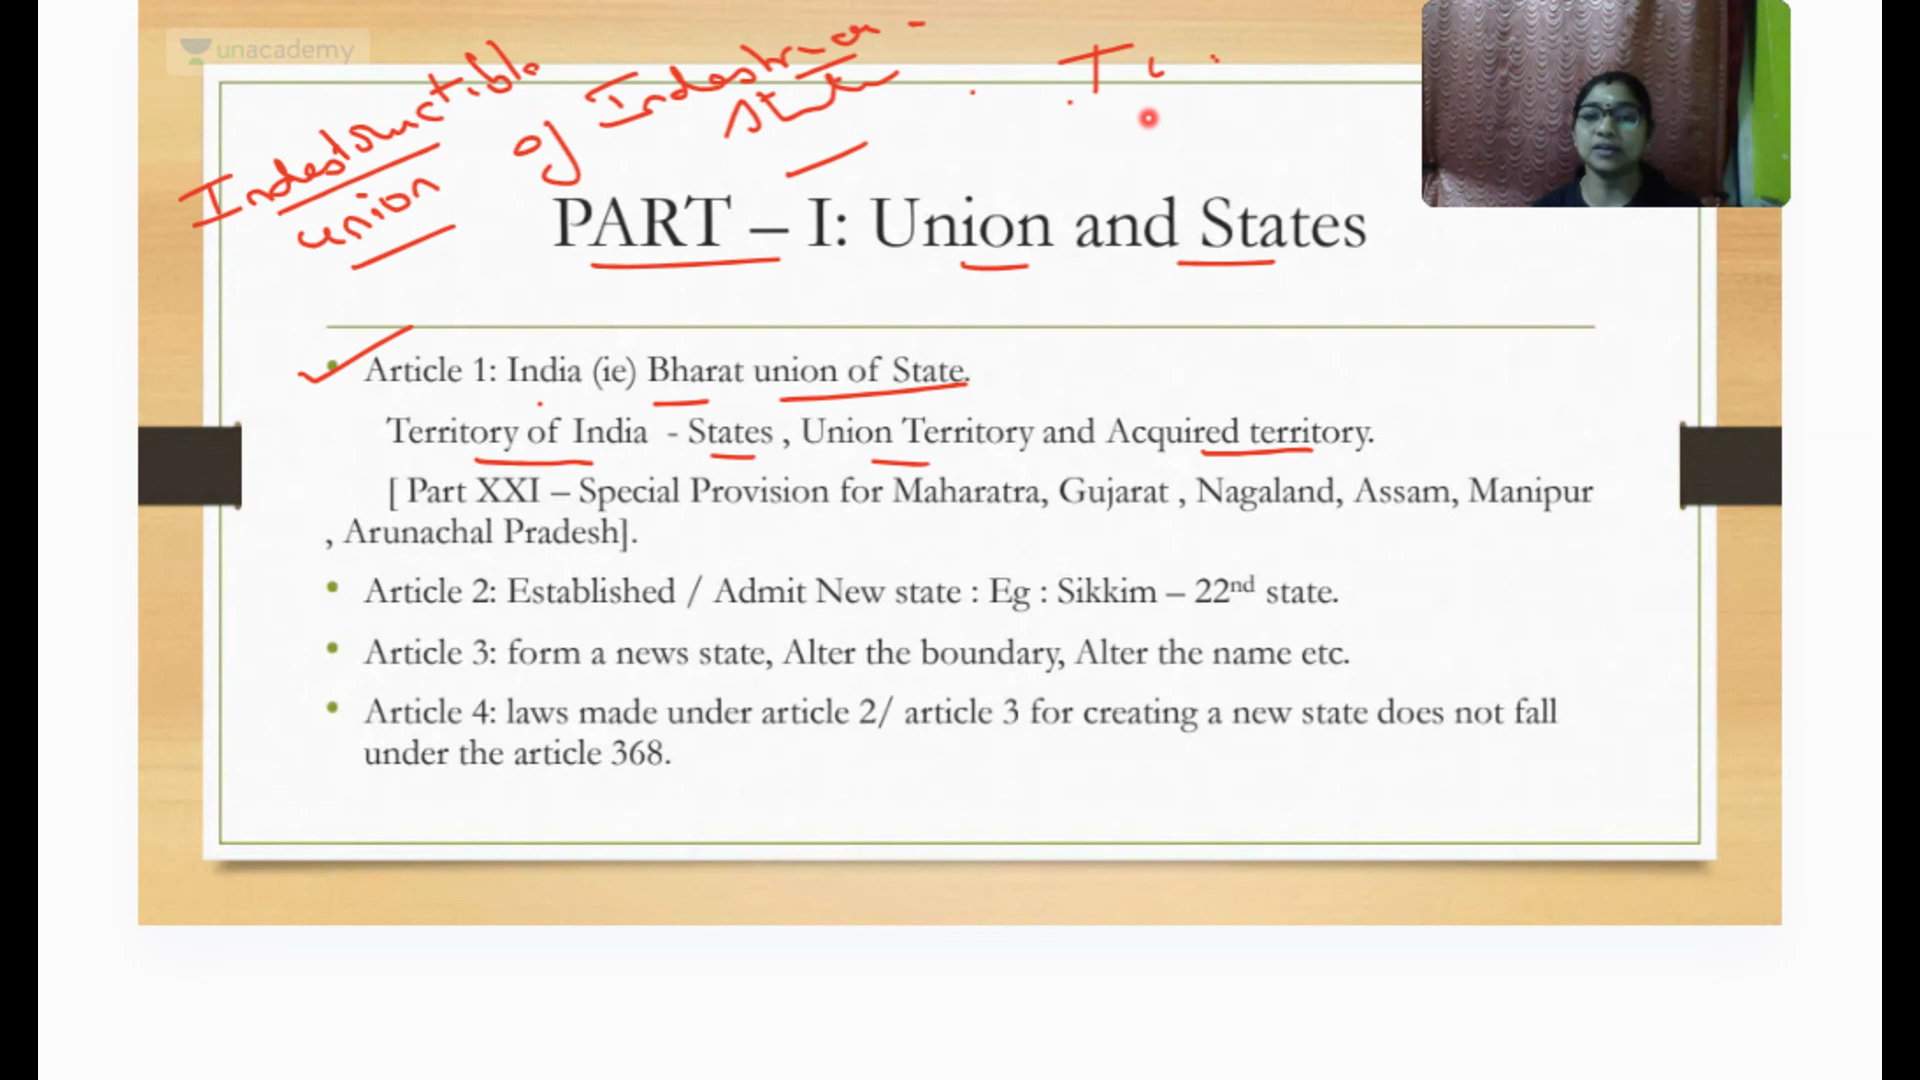 unacademy
Indestructible
union
of Indestruc -
state
PART – I: Union and States
Article 1: India (ie) Bharat union of State.
Territory of India - States , Union Territory and Acquired territory.
[ Part XXI – Special Provision for Maharatra, Gujarat , Nagaland, Assam, Manipur
, Arunachal Pradesh].
• Article 2: Established / Admit New state : Eg : Sikkim – 22nd state.
• Article 3: form a news state, Alter the boundary, Alter the name etc.
• Article 4: laws made under article 2/ article 3 for creating a new state does not fall
under the article 368.